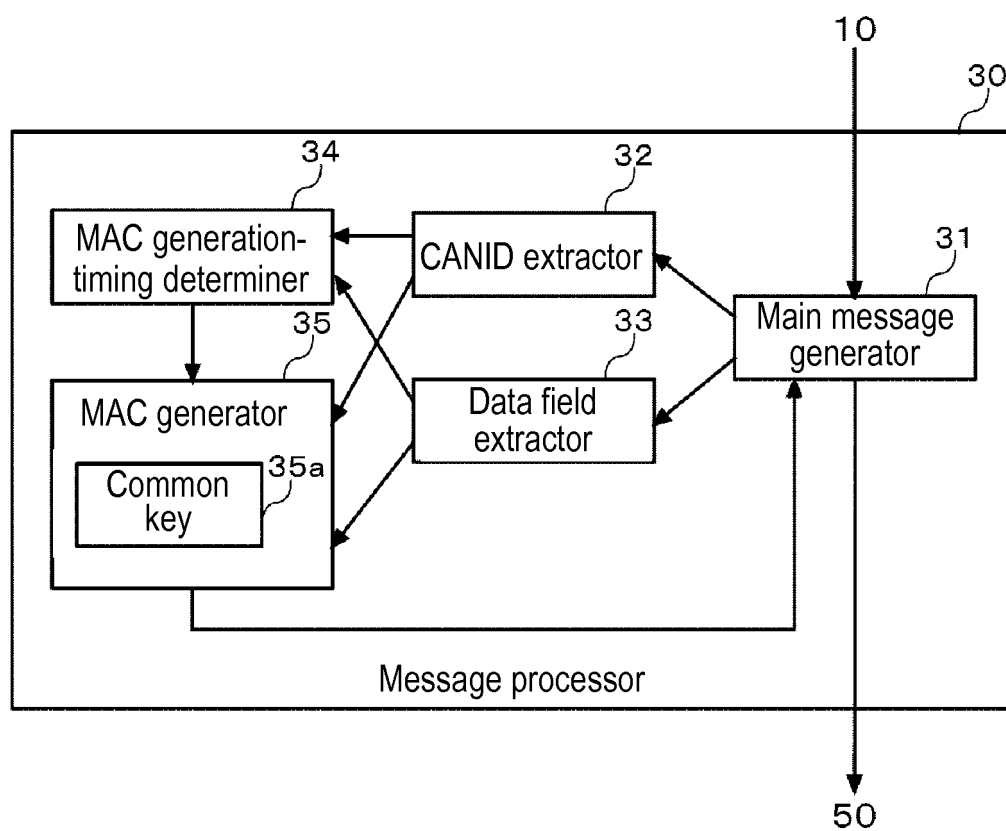 10
30
34
32
31
MAC generation-
timing determiner
CANID extractor
Main message
generator
35
33
MAC generator
Data field
extractor
35a
Common
key
Message processor
50